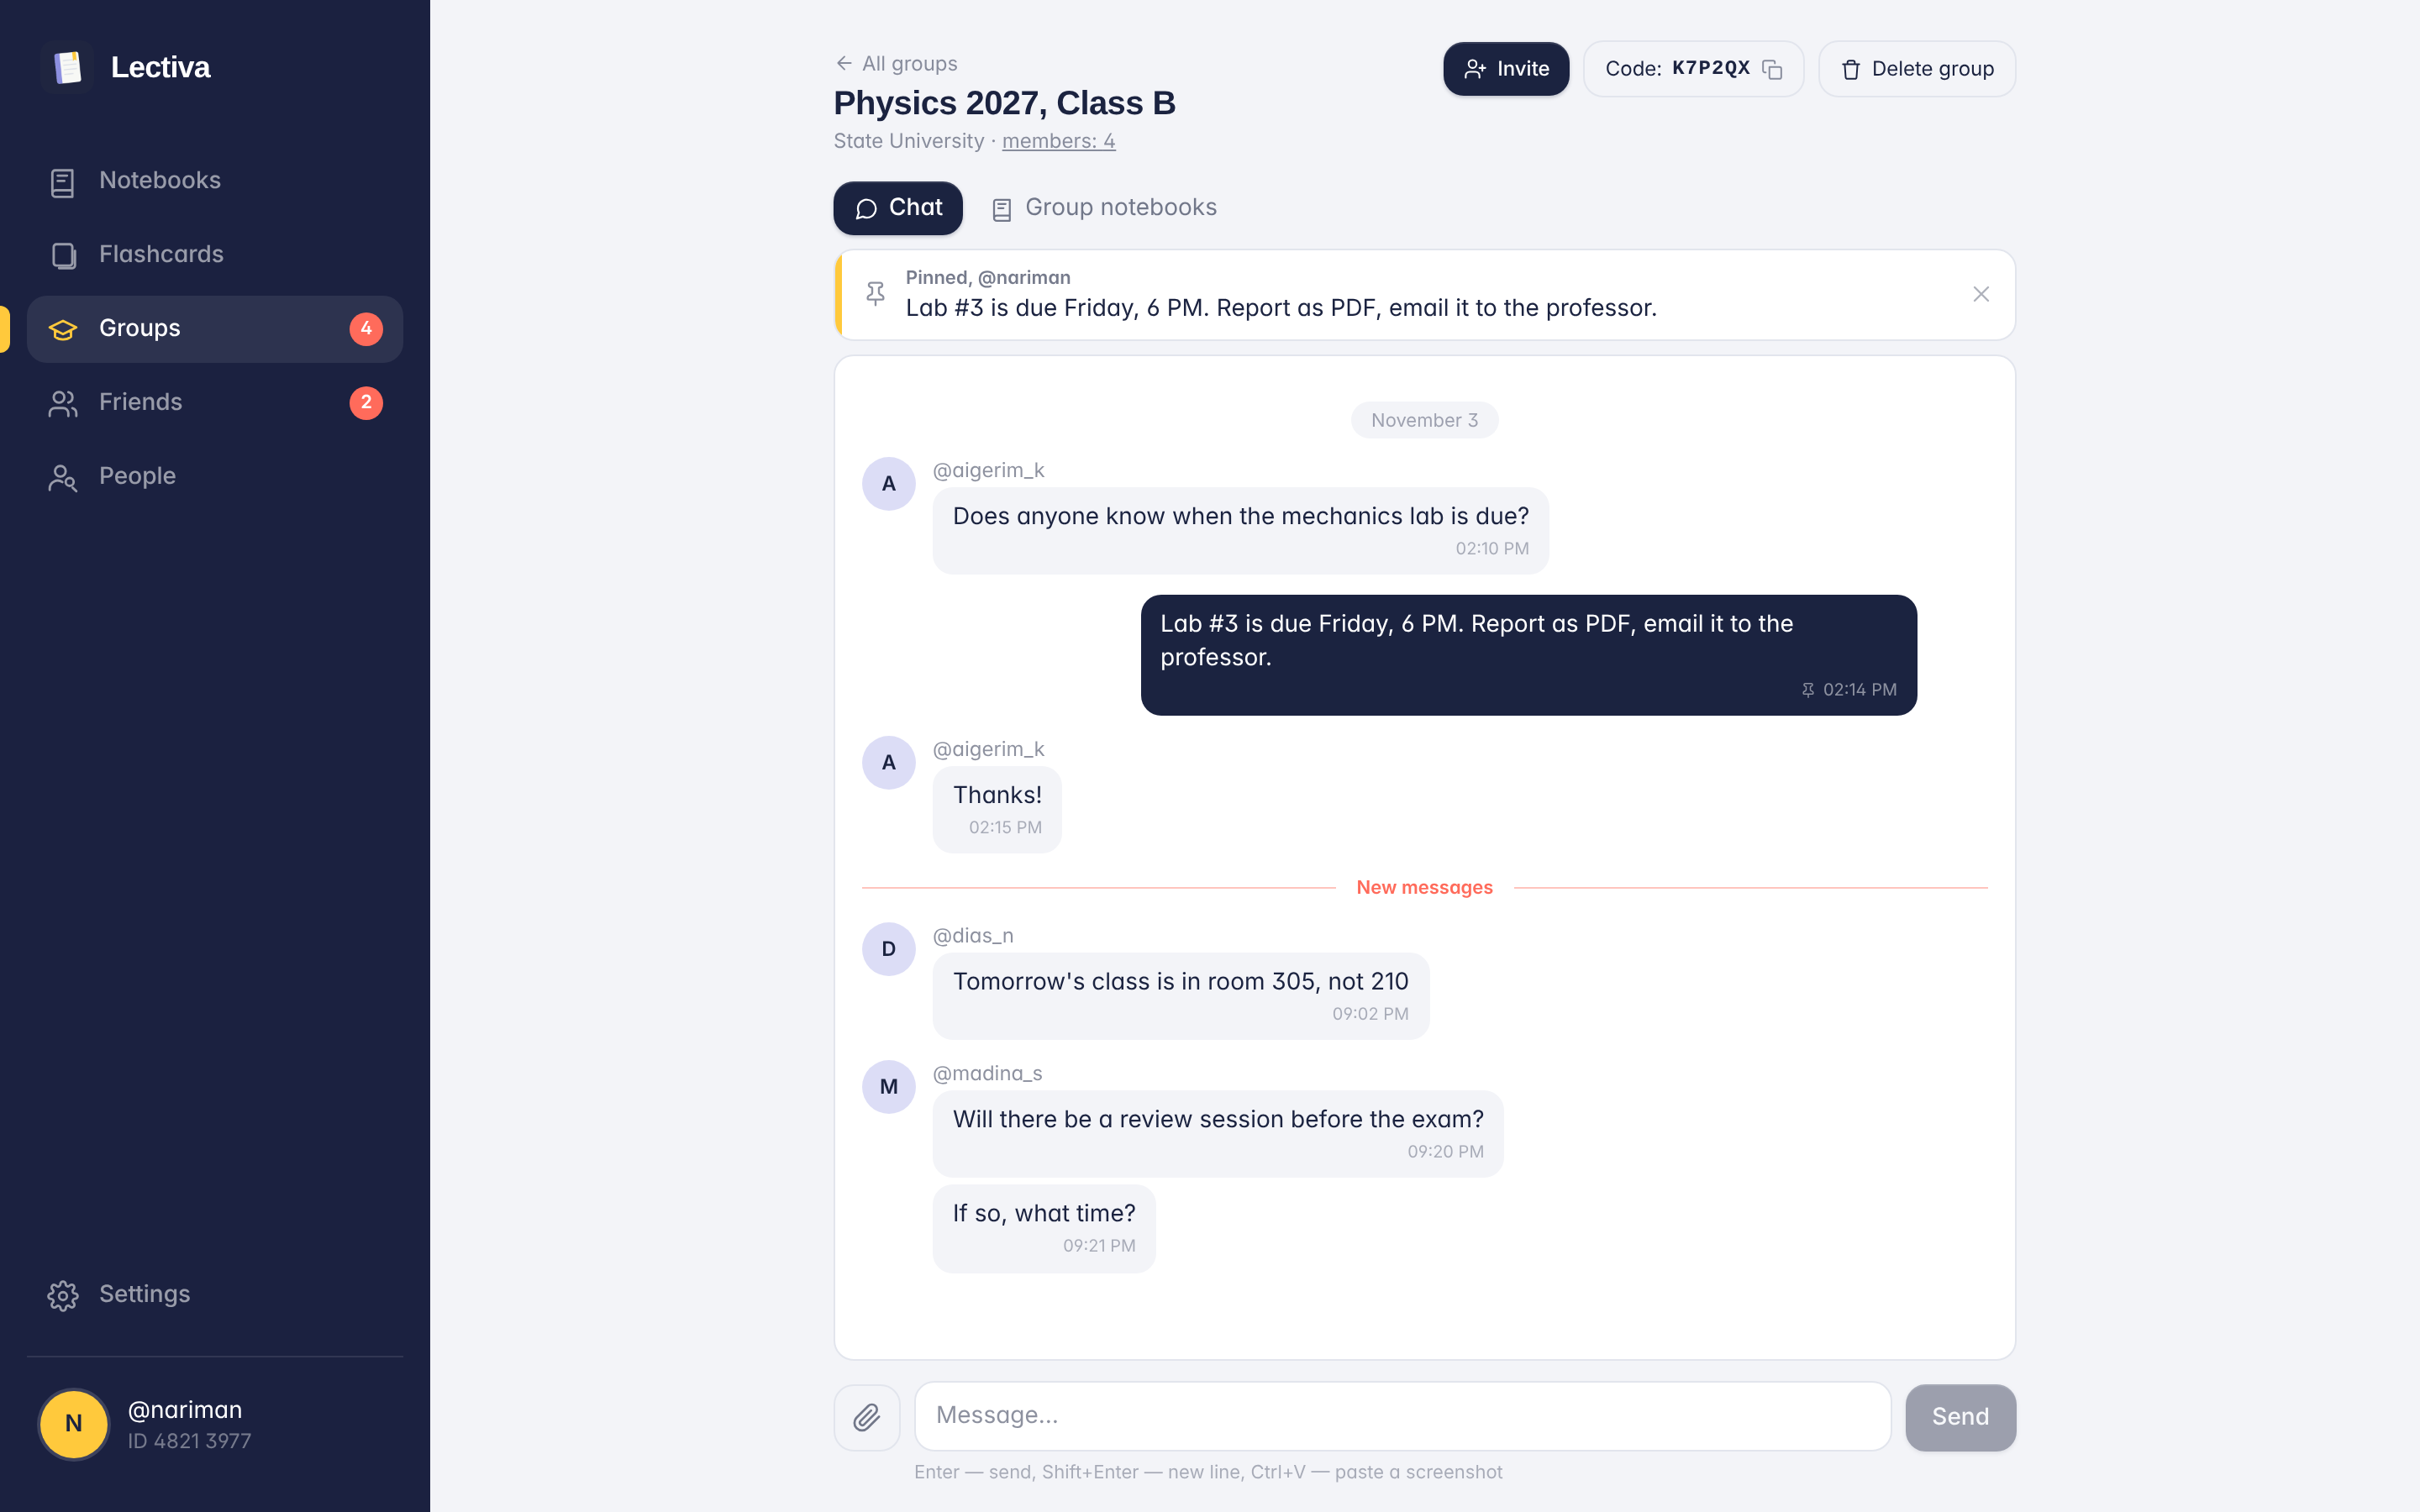 Lectiva
Notebooks
Flashcards
Groups 4
Friends 2
People
Settings
N
@nariman
ID 4821 3977
← All groups
Physics 2027, Class B
State University · members: 4
Invite
Code: K7P2QX
Delete group
Chat
Group notebooks
Pinned, @nariman
Lab #3 is due Friday, 6 PM. Report as PDF, email it to the professor.
November 3
A
@aigerim_k
Does anyone know when the mechanics lab is due?
02:10 PM
Lab #3 is due Friday, 6 PM. Report as PDF, email it to the
professor.
02:14 PM
A
@aigerim_k
Thanks!
02:15 PM
New messages
D
@dias_n
Tomorrow's class is in room 305, not 210
09:02 PM
M
@madina_s
Will there be a review session before the exam?
09:20 PM
If so, what time?
09:21 PM
Message...
Send
Enter — send, Shift+Enter — new line, Ctrl+V — paste a screenshot